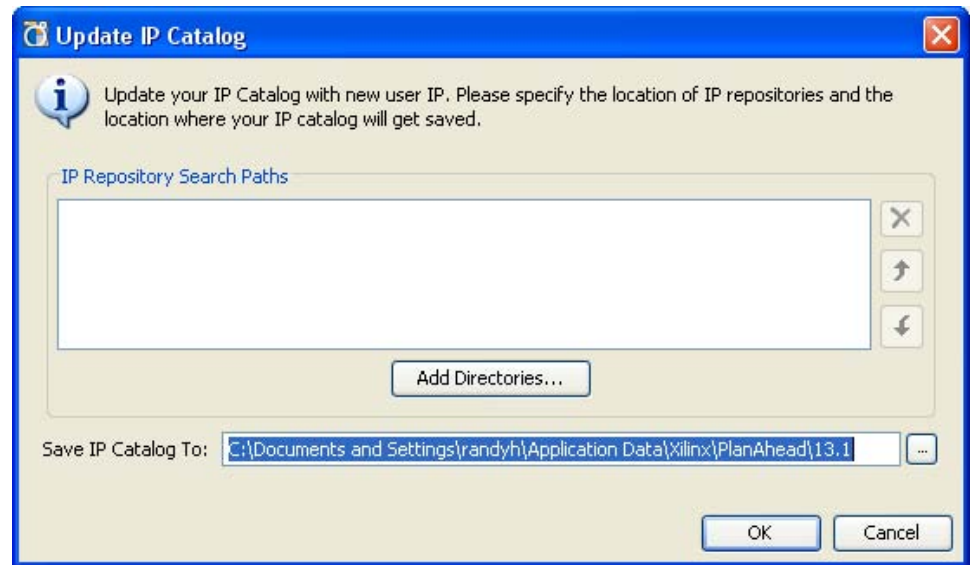 Update IP Catalog
Update your IP Catalog with new user IP. Please specify the location of IP repositories and the
location where your IP catalog will get saved.
IP Repository Search Paths
Add Directories...
Save IP Catalog To: C:\Documents and Settings\randyh\Application Data\Xilinx\PlanAhead\13.1 ...
OK Cancel